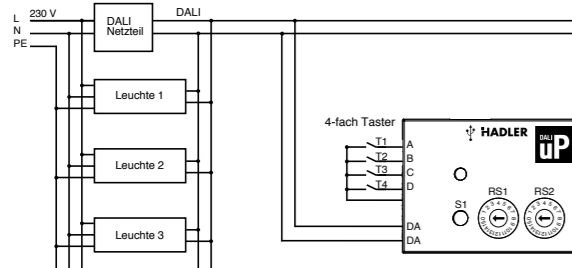 L 230 V
N
PE
DALI
Netzteil
DALI
Leuchte 1
Leuchte 2
Leuchte 3
4-fach Taster
T1 A
T2 B
T3 C
T4 D
HADLER
DALI
uP
S1
RS1
RS2
DA
DA